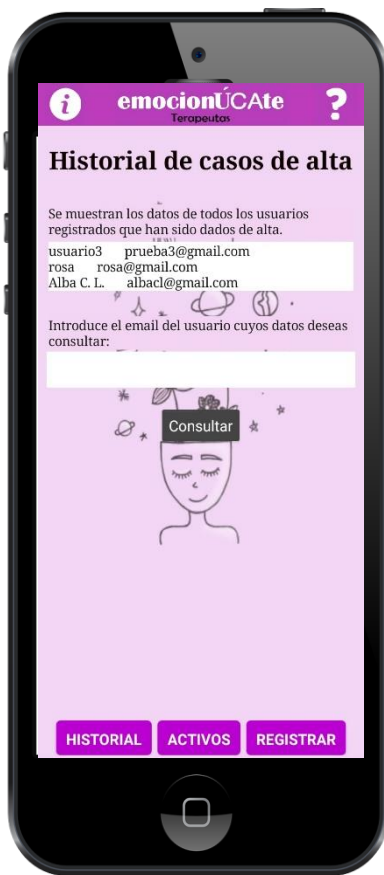 i emocionÚCAte ?
Terapeutas
Historial de casos de alta
Se muestran los datos de todos los usuarios
registrados que han sido dados de alta.
usuario3 prueba3@gmail.com
rosa rosa@gmail.com
Alba C. L. albacl@gmail.com
Introduce el email del usuario cuyos datos deseas
consultar:
Consultar
HISTORIAL ACTIVOS REGISTRAR